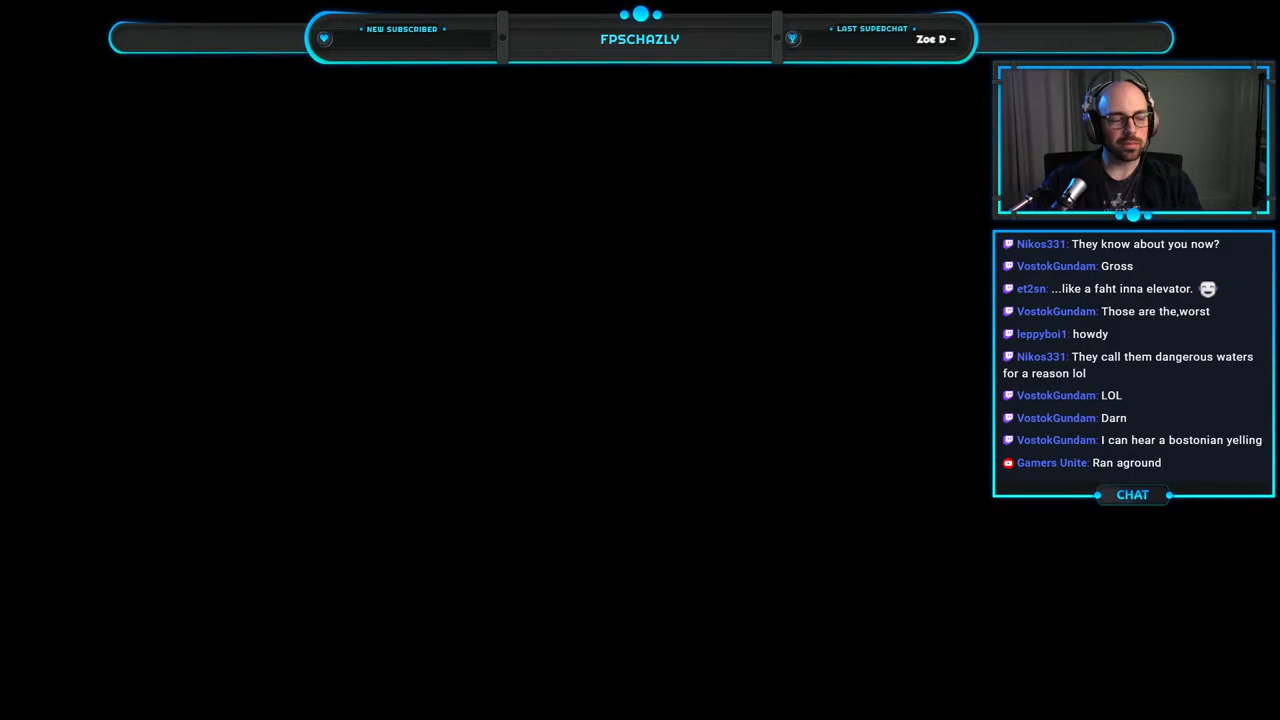 NEW SUBSCRIBER
FPSCHAZLY
LAST SUPERCHAT
Zoe D -
Nikos331: They know about you now?
VostokGundam: Gross
et2sn: ...like a faht inna elevator.
VostokGundam: Those are the,worst
leppyboi1: howdy
Nikos331: They call them dangerous waters
for a reason lol
VostokGundam: LOL
VostokGundam: Darn
VostokGundam: I can hear a bostonian yelling
Gamers Unite: Ran aground
CHAT